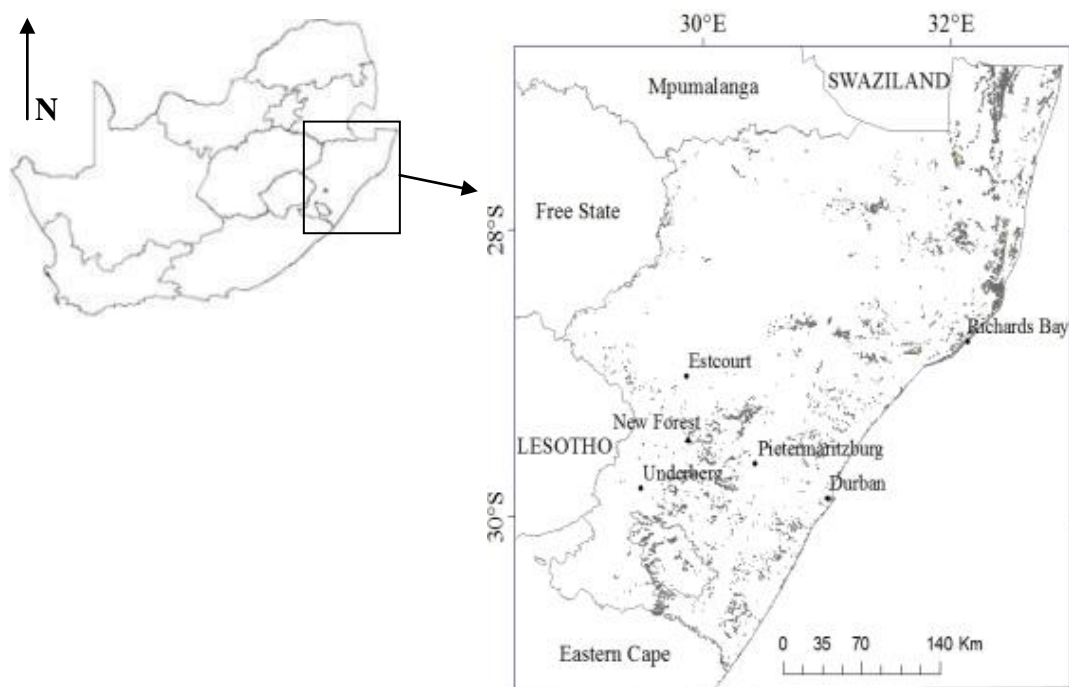 30°E 32°E
N
Mpumalanga
SWAZILAND
Free State
28°S
Richards Bay
Estcourt
New Forest
LESOTHO
Pietermaritzburg
Underberg
Durban
30°S
Eastern Cape
0 35 70 140 Km